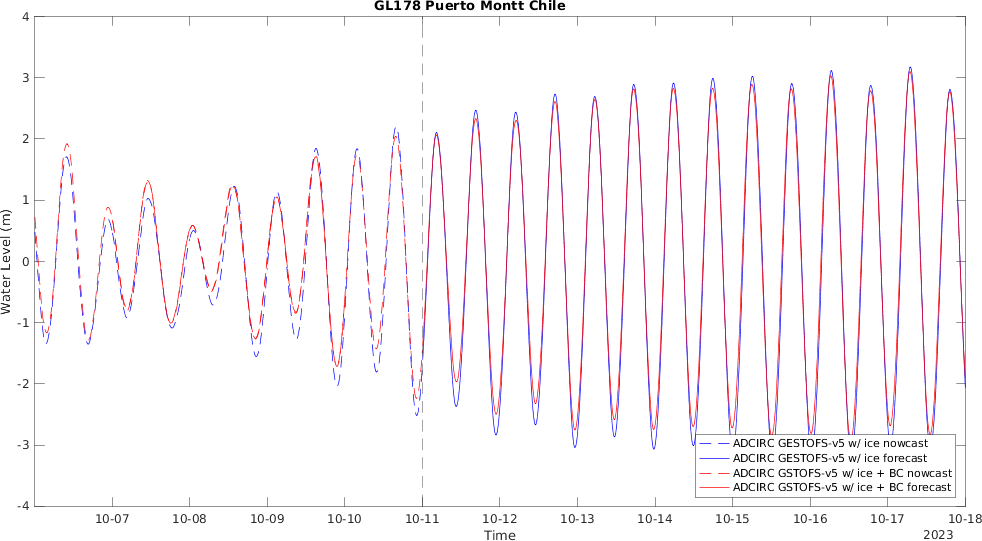 GL178 Puerto Montt Chile
4
3
2
1
0
-1
-2
-3
-4
Water Level (m)
ADCIRC GESTOFS-v5 w/ ice nowcast
ADCIRC GESTOFS-v5 w/ ice forecast
ADCIRC GSTOFS-v5 w/ ice + BC nowcast
ADCIRC GSTOFS-v5 w/ ice + BC forecast
10-07 10-08 10-09 10-10 10-11 10-12 10-13 10-14 10-15 10-16 10-17 10-18
Time
2023